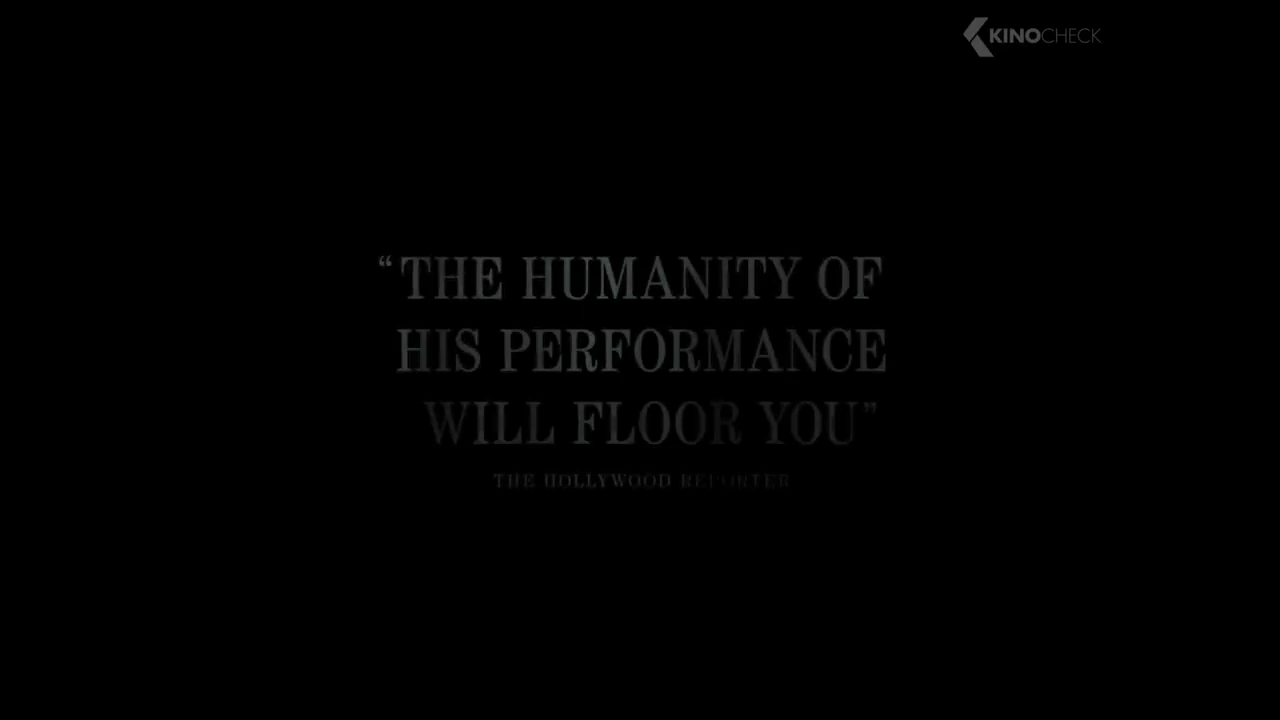 KINOCHECK
“THE HUMANITY OF
HIS PERFORMANCE
WILL FLOOR YOU”
THE HOLLYWOOD REPORTER